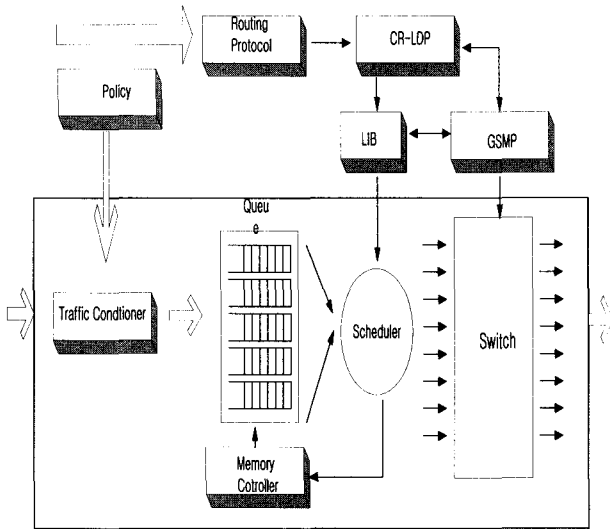 Routing
Protocol
CR-LDP
Policy
LIB
GSMP
Queu
e
Traffic Condtioner
Scheduler
Switch
Memory
Cotroller